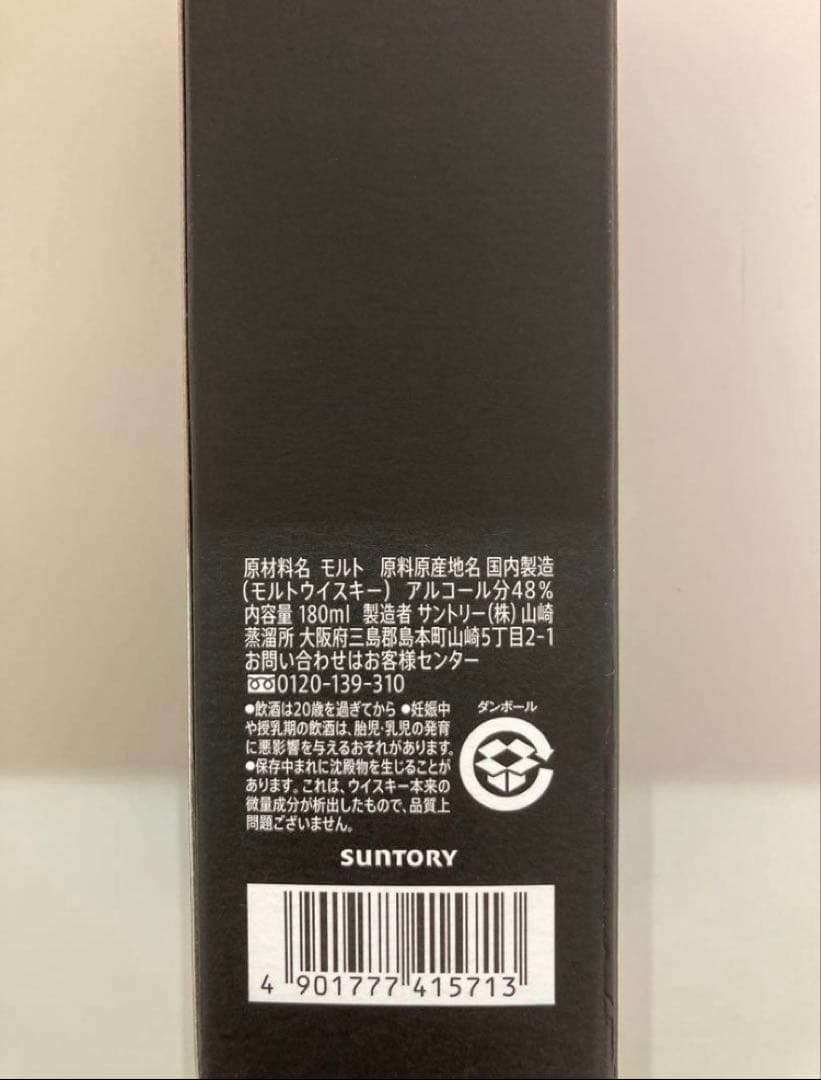 原材料名 モルト 原料原産地名 国内製造
(モルトウイスキー) アルコール分48%
内容量 180ml 製造者 サントリー(株) 山崎
蒸溜所 大阪府三島郡島本町山崎5丁目2-1
お問い合わせはお客様センター
0120-139-310
●飲酒は20歳を過ぎてから ●妊娠中
や授乳期の飲酒は、胎児・乳児の発育
に悪影響を与えるおそれがあります。
●保存中まれに沈殿物を生じることが
あります。これは、ウイスキー本来の
微量成分が析出したもので、品質上
問題ございません。
ダンボール
SUNTORY
4 901777 415713